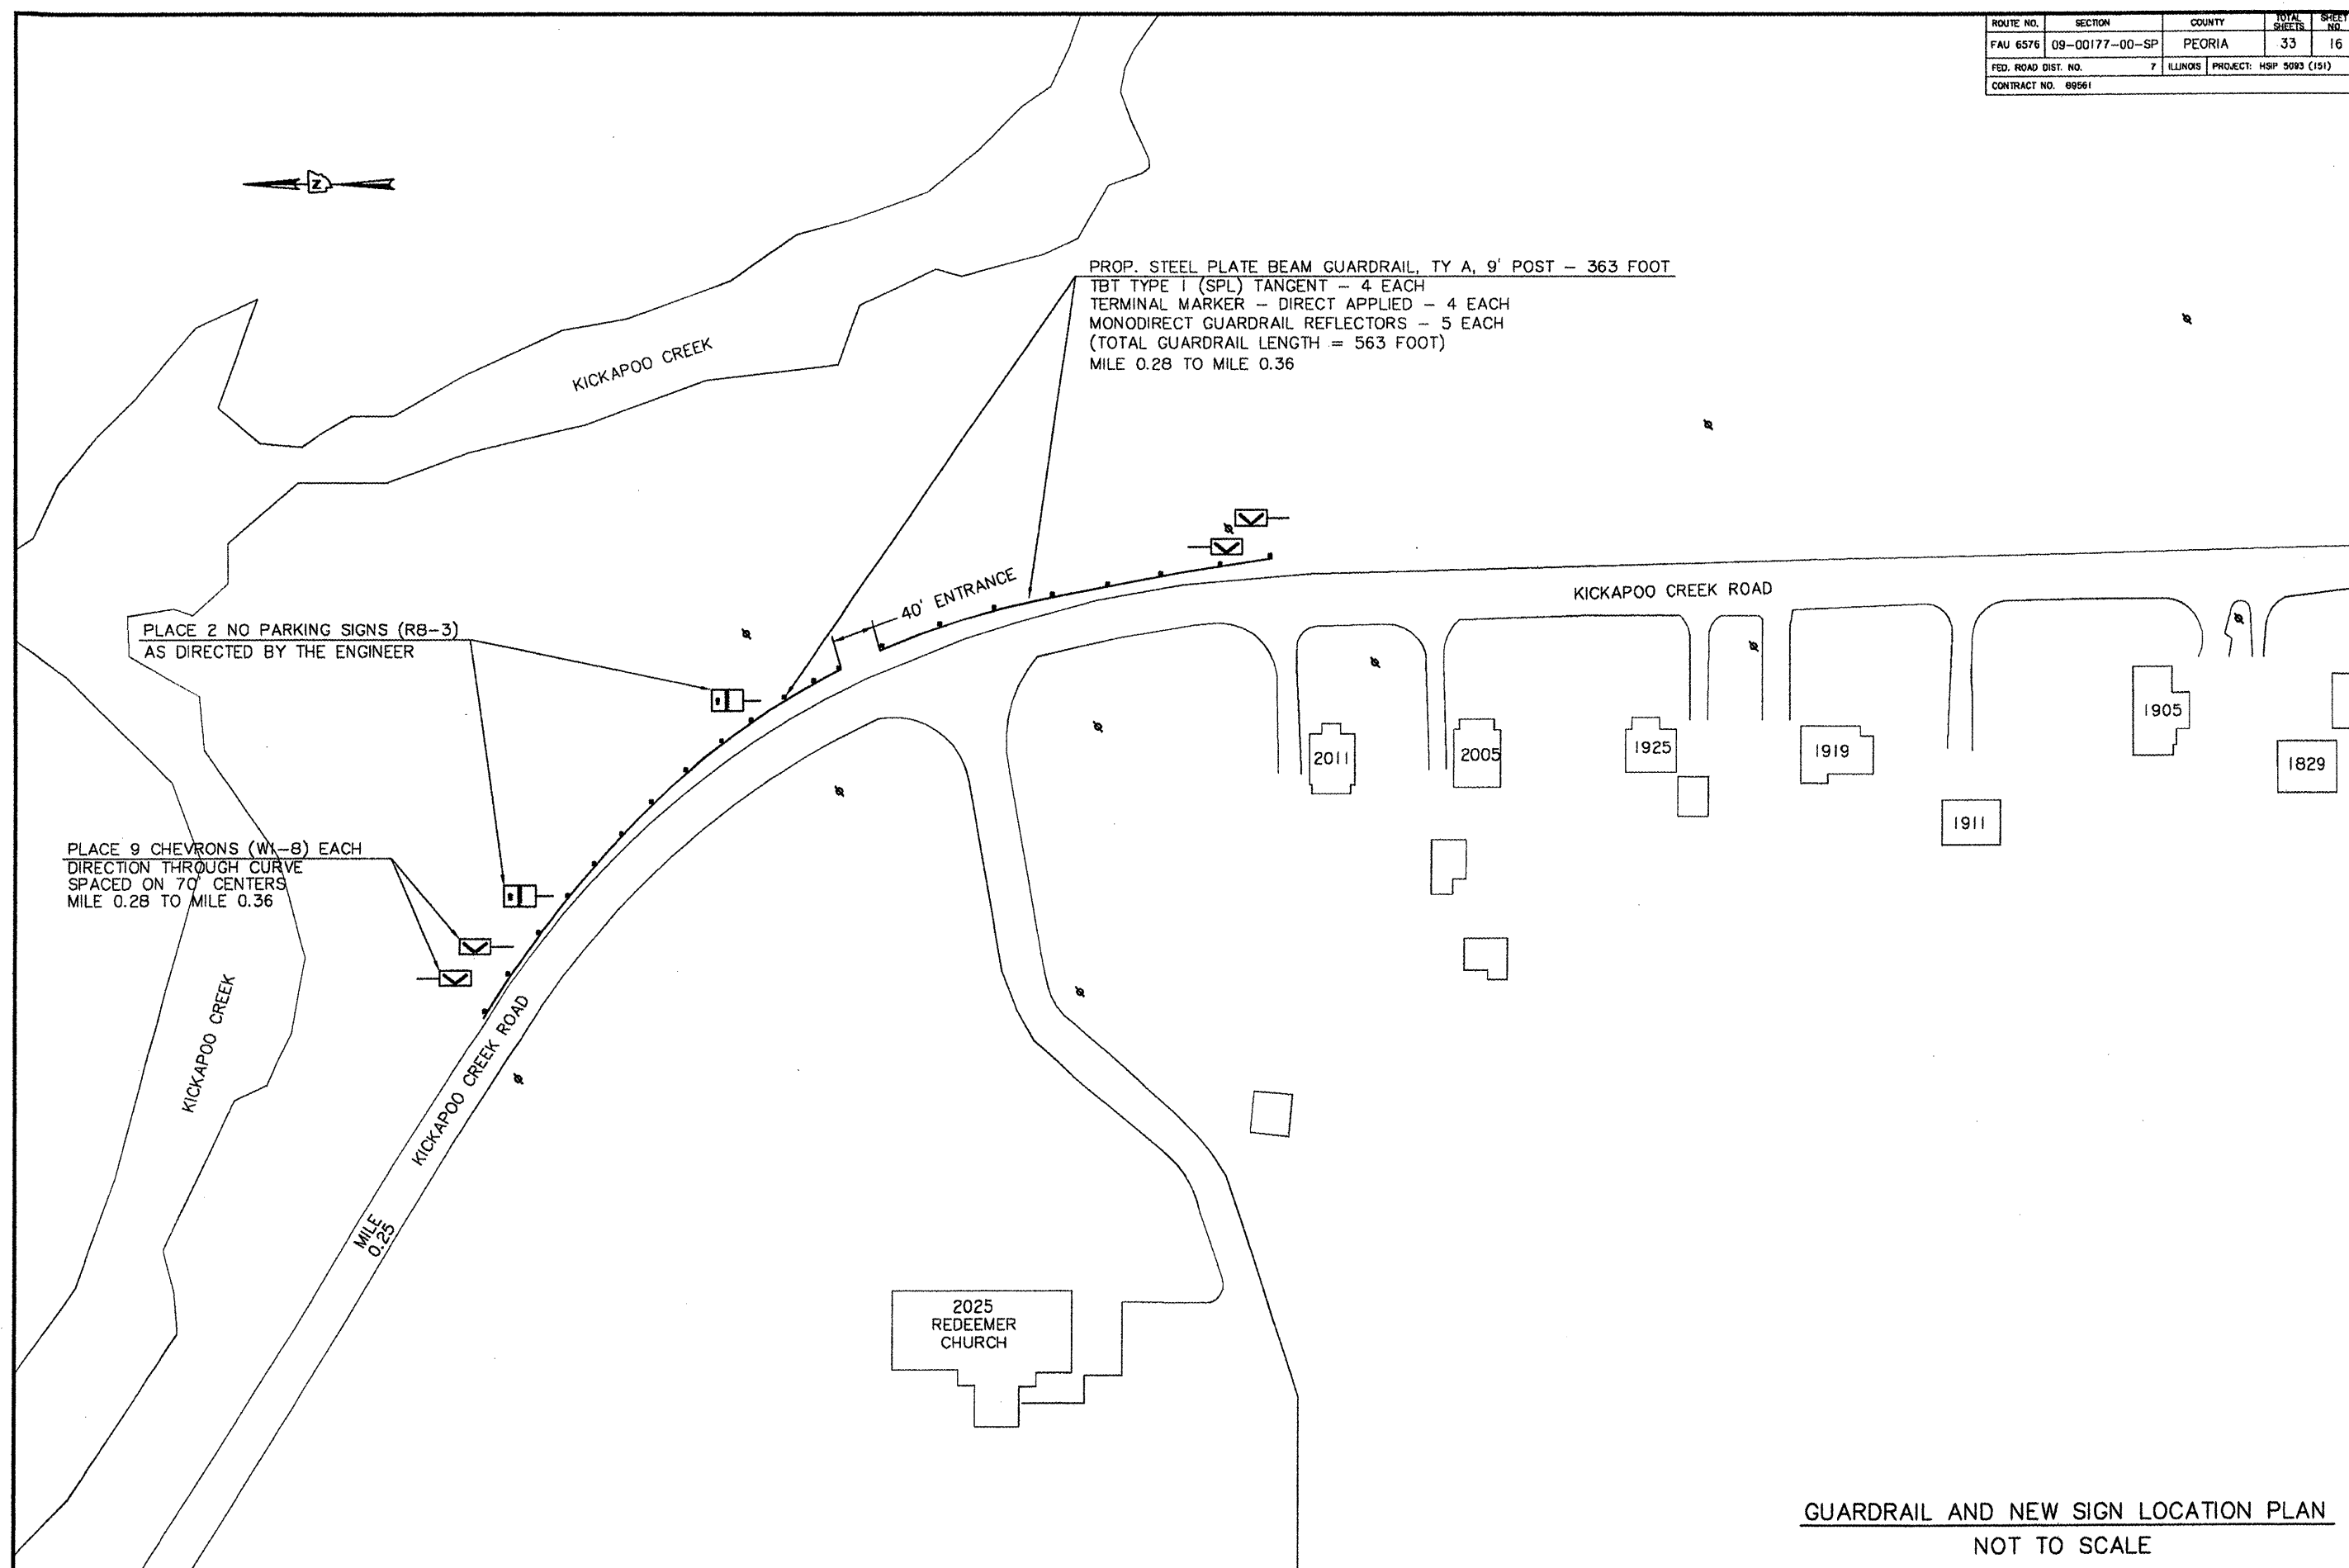 ROUTE NO. SECTION COUNTY TOTAL SHEETS SHEET NO.
FAU 6576 09-00177-00-SP PEORIA 33 16
FED. ROAD DIST. NO. 7 ILLINOIS PROJECT: HSIP 5093 (151)
CONTRACT NO. 89561
N
PROP. STEEL PLATE BEAM GUARDRAIL, TY A, 9' POST - 363 FOOT
TBT TYPE 1 (SPL) TANGENT - 4 EACH
TERMINAL MARKER - DIRECT APPLIED - 4 EACH
MONODIRECT GUARDRAIL REFLECTORS - 5 EACH
(TOTAL GUARDRAIL LENGTH = 563 FOOT)
MILE 0.28 TO MILE 0.36
KICKAPOO CREEK
40' ENTRANCE
KICKAPOO CREEK ROAD
PLACE 2 NO PARKING SIGNS (R8-3)
AS DIRECTED BY THE ENGINEER
2011
2005
1925
1919
1911
1905
1829
PLACE 9 CHEVRONS (W1-8) EACH
DIRECTION THROUGH CURVE
SPACED ON 70' CENTERS
MILE 0.28 TO MILE 0.36
KICKAPOO CREEK
KICKAPOO CREEK ROAD
MILE
0.25
2025
REDEEMER
CHURCH
GUARDRAIL AND NEW SIGN LOCATION PLAN
NOT TO SCALE